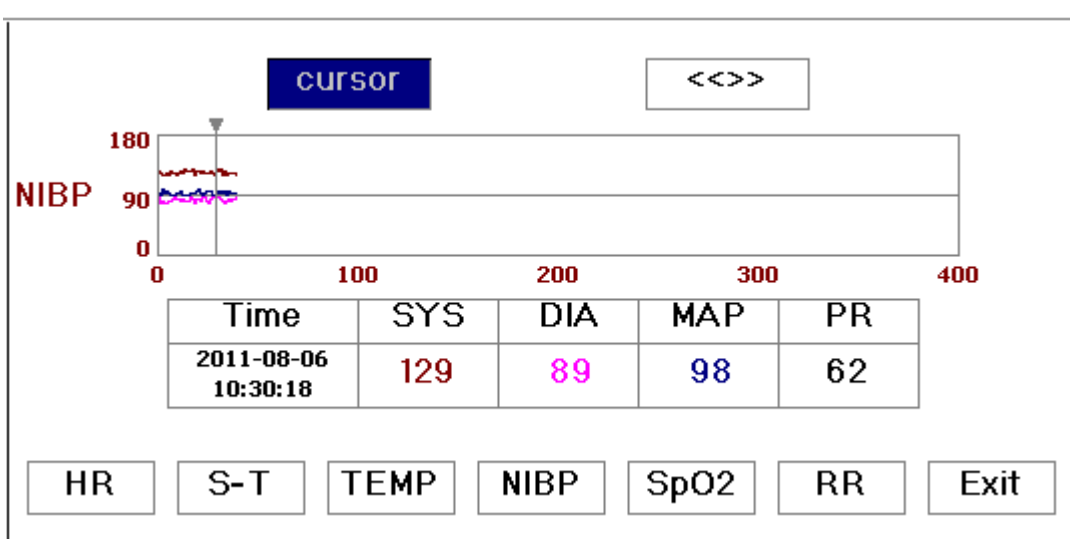 cursor <<>>
180
NIBP 90
0
0 100 200 300 400
Time SYS DIA MAP PR
2011-08-06
10:30:18 129 89 98 62
HR S-T TEMP NIBP SpO2 RR Exit